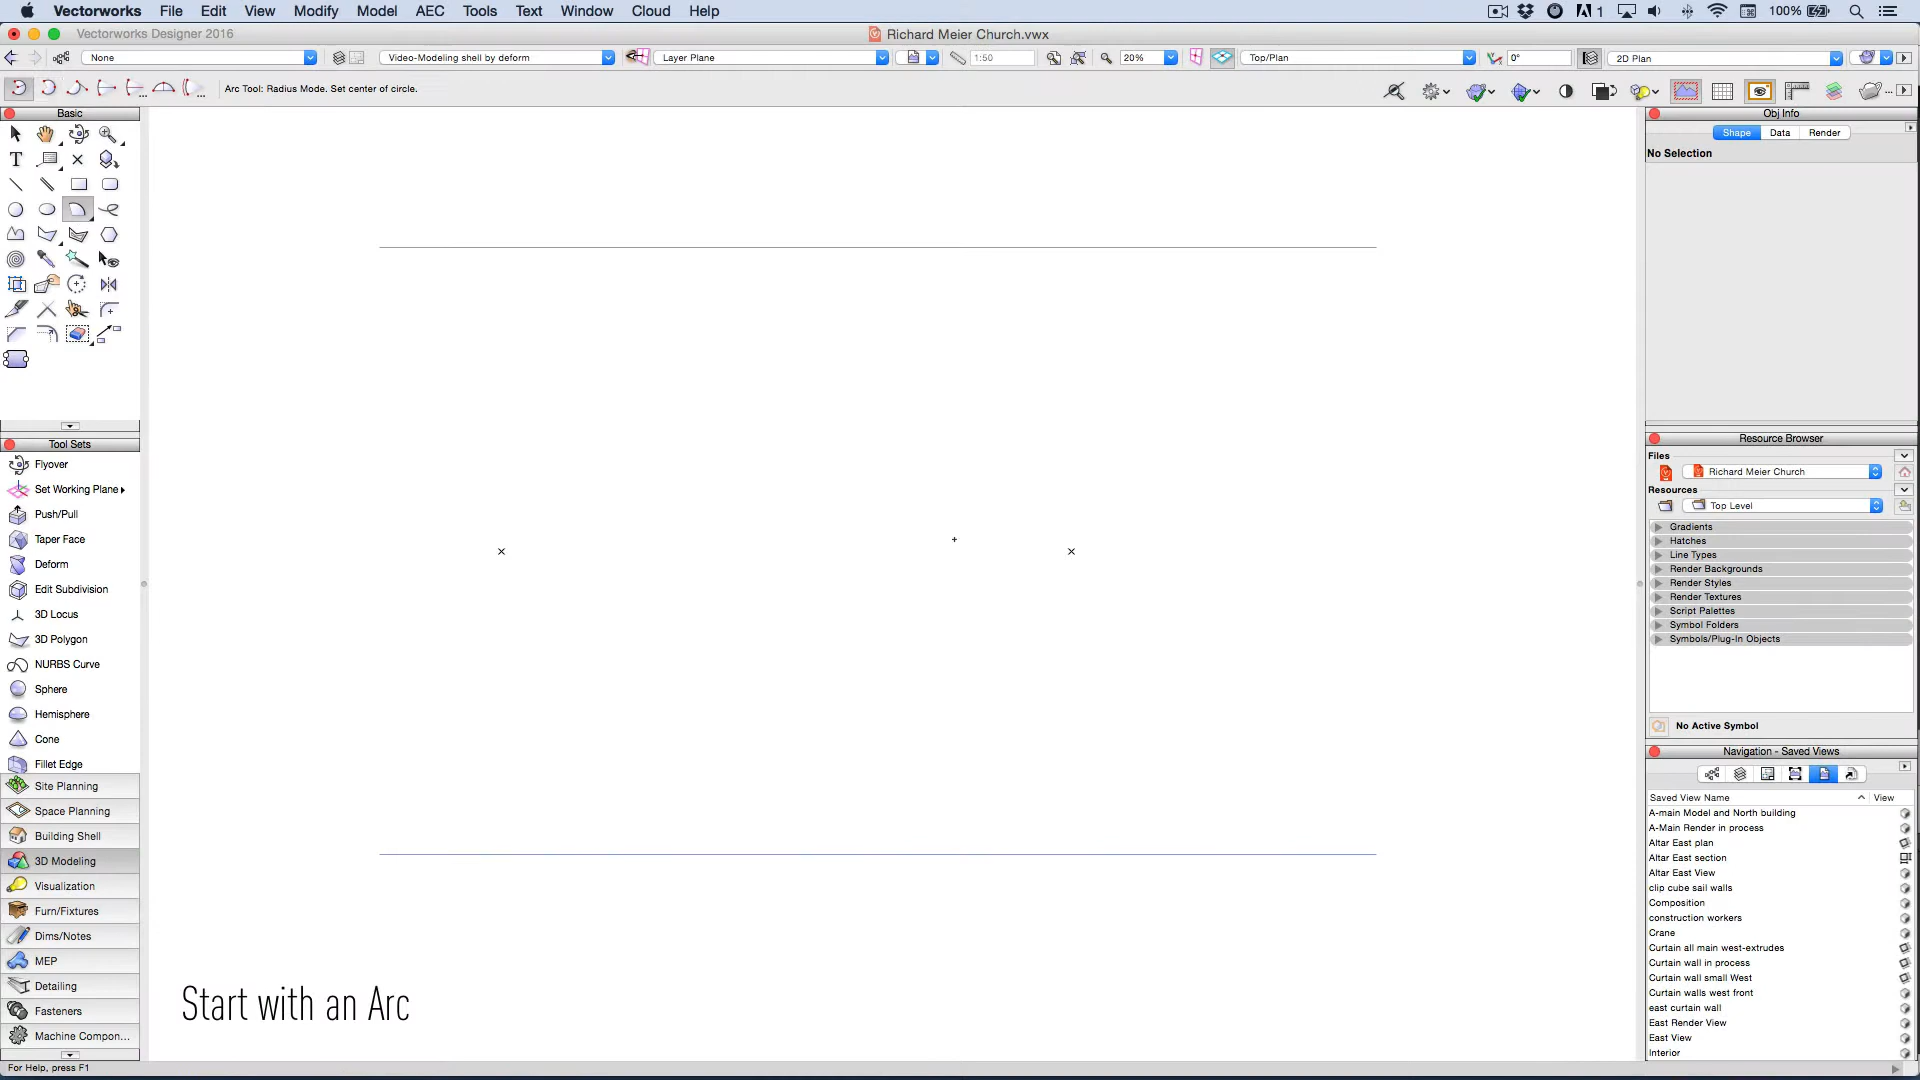 Vectorworks File Edit View Modify Model AEC Tools Text Window Cloud Help
1 100%
Vectorworks Designer 2016
Richard Meier Church.vwx
None
Video-Modeling shell by deform
Layer Plane
1:50
20%
Top/Plan
0°
2D Plan
Arc Tool: Radius Mode. Set center of circle.
Basic
T
Tool Sets
Flyover
Set Working Plane
Push/Pull
Taper Face
Deform
Edit Subdivision
3D Locus
3D Polygon
NURBS Curve
Sphere
Hemisphere
Cone
Fillet Edge
Site Planning
Space Planning
Building Shell
3D Modeling
Visualization
Furn/Fixtures
Dims/Notes
MEP
Detailing
Fasteners
Machine Compon...
For Help, press F1
Start with an Arc
Obj Info
Shape Data Render
No Selection
Resource Browser
Files
Richard Meier Church
Resources
Top Level
Gradients
Hatches
Line Types
Render Backgrounds
Render Styles
Render Textures
Script Palettes
Symbol Folders
Symbols/Plug-In Objects
No Active Symbol
Navigation - Saved Views
Saved View Name View
A-main Model and North building
A-Main Render in process
Altar East plan
Altar East section
Altar East View
clip cube sail walls
Composition
construction workers
Crane
Curtain all main west-extrudes
Curtain wall in process
Curtain wall small West
Curtain walls west front
east curtain wall
East Render View
East View
Interior